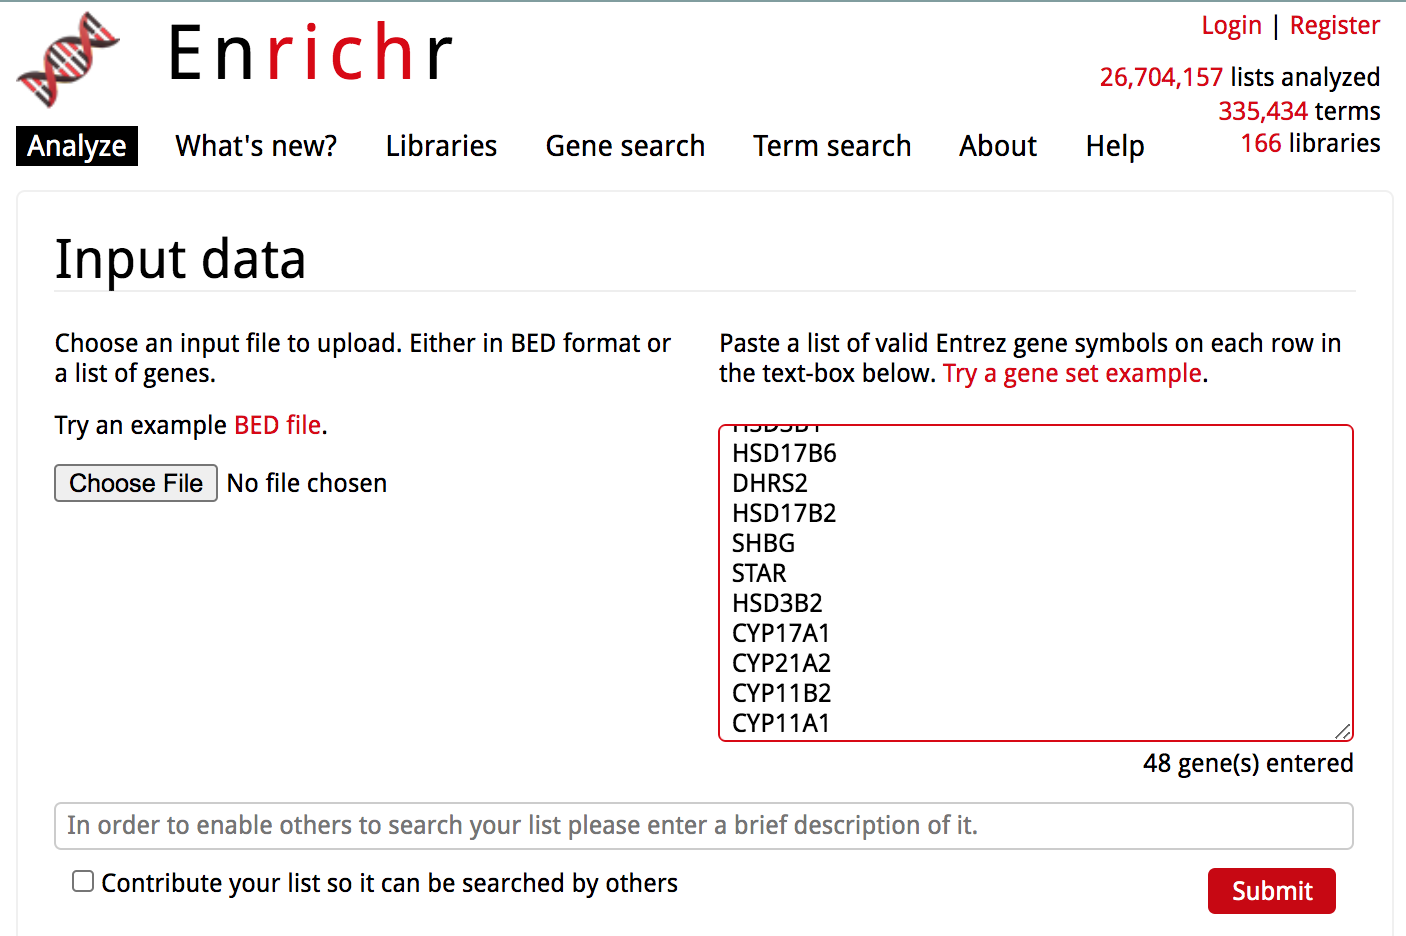 Enrichr
Login | Register
26,704,157 lists analyzed
335,434 terms
166 libraries
Analyze What's new? Libraries Gene search Term search About Help
Input data
Choose an input file to upload. Either in BED format or
a list of genes.
Try an example BED file.
Choose File No file chosen
Paste a list of valid Entrez gene symbols on each row in
the text-box below. Try a gene set example.
HSD3B1
HSD17B6
DHRS2
HSD17B2
SHBG
STAR
HSD3B2
CYP17A1
CYP21A2
CYP11B2
CYP11A1
48 gene(s) entered
In order to enable others to search your list please enter a brief description of it.
Contribute your list so it can be searched by others
Submit